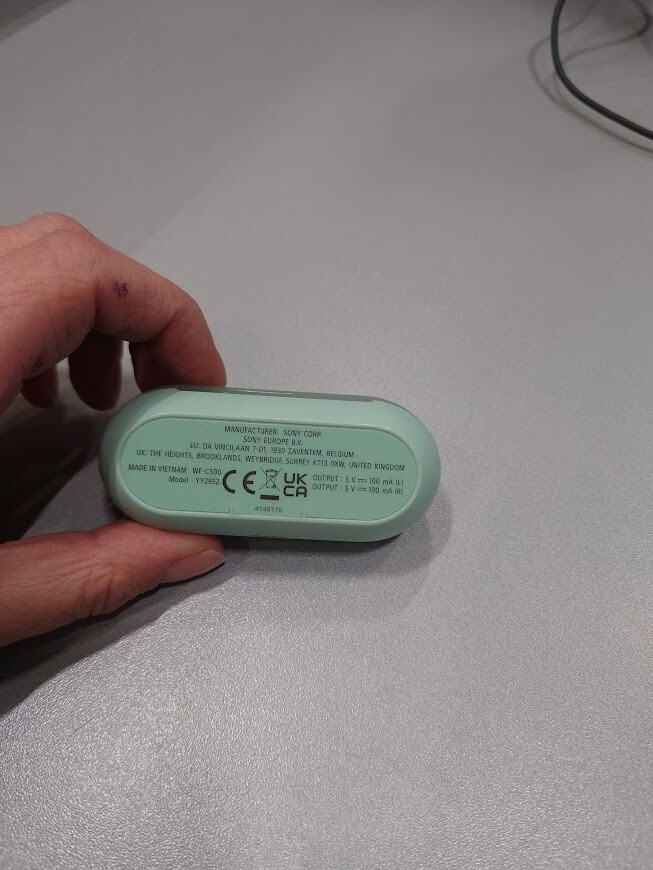 MANUFACTURER: SONY CORP.
SONY EUROPE B.V.
EU: DA VINCILAAN 7-D1, 1930 ZAVENTEM, BELGIUM
UK: THE HEIGHTS, BROOKLANDS, WEYBRIDGE, SURREY KT13 0XW, UNITED KINGDOM
MADE IN VIETNAM WF-C500
Model : YY2952
CE
UK
CA
OUTPUT : 5 V ⎓ 100 mA (L)
OUTPUT : 5 V ⎓ 100 mA (R)
4148776